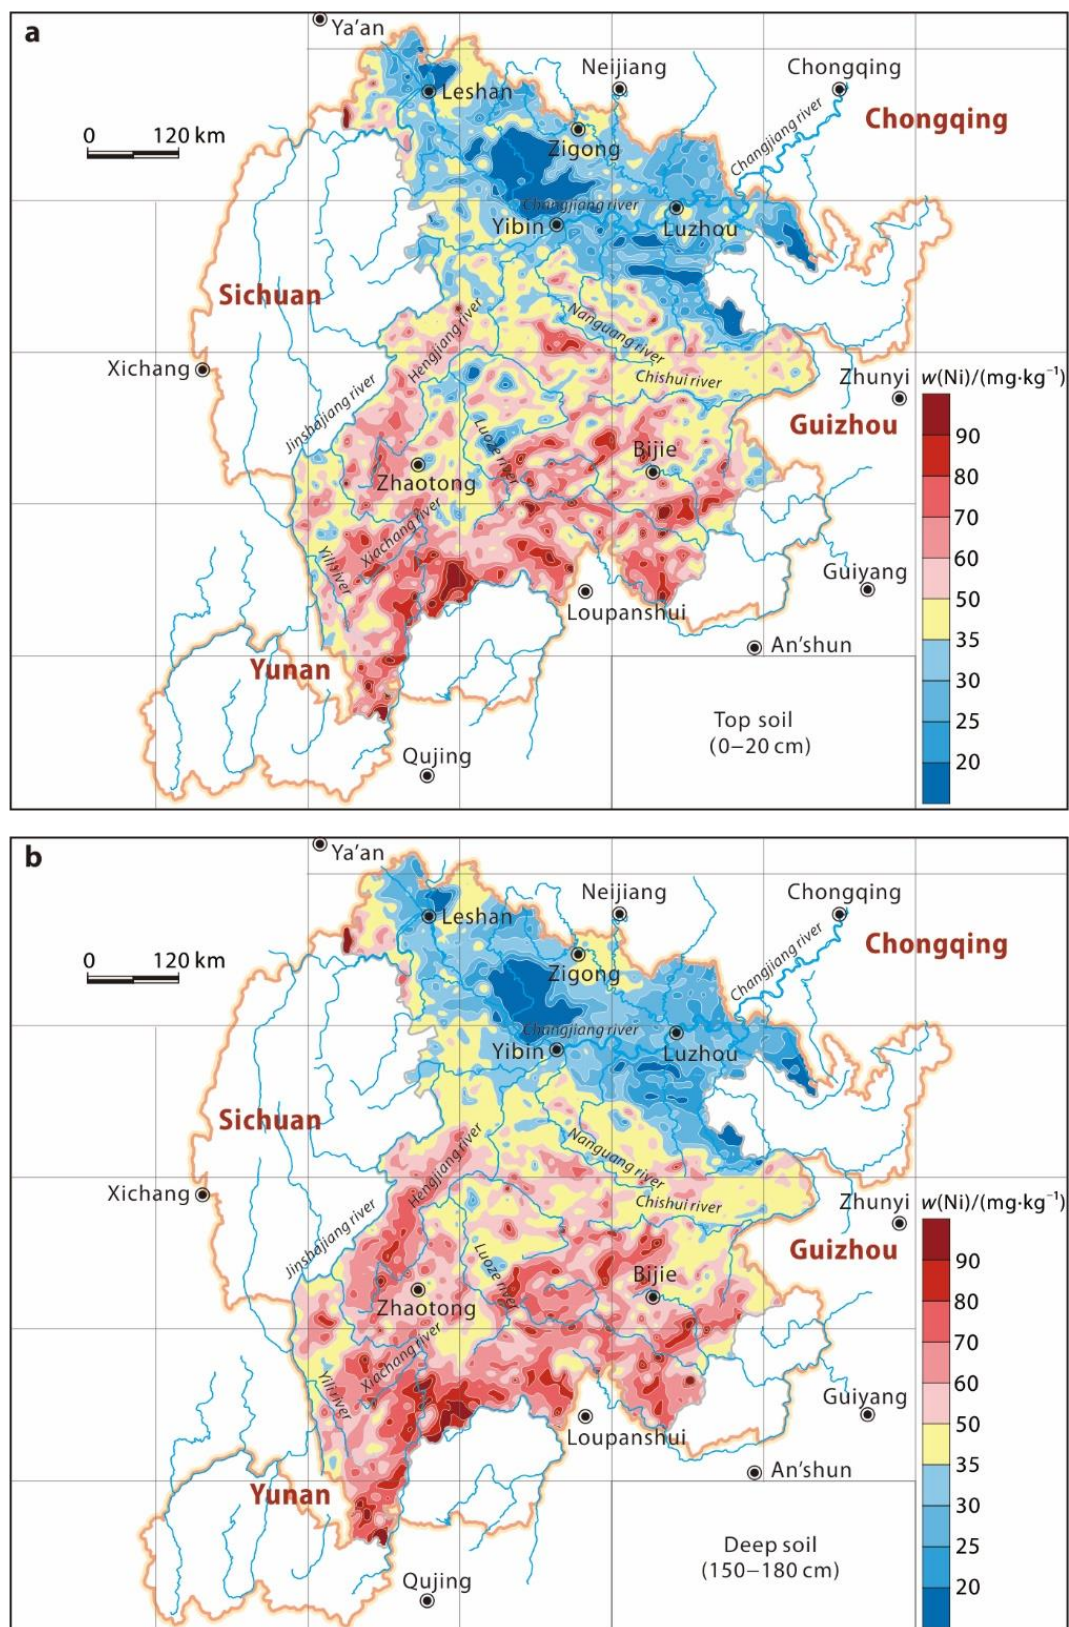 a
Ya'an
Neijiang
Chongqing
Leshan
Changjiang river
Chongqing
0 120 km
Zigong
Changjiang river
Yibin
Luzhou
Sichuan
Hengjiang river
Nanguang river
Xichang
Chishui river
Zhunyi
w(Ni)/(mg·kg⁻¹)
Jinshajiang river
Guizhou
Luoze river
Bijie
Zhaotong
Xiachang river
Yili river
Guiyang
Loupanshui
An'shun
Yunan
Qujing
Top soil
(0–20 cm)
90
80
70
60
50
35
30
25
20
b
Ya'an
Neijiang
Chongqing
Leshan
Changjiang river
Chongqing
0 120 km
Zigong
Changjiang river
Yibin
Luzhou
Sichuan
Hengjiang river
Nanguang river
Xichang
Chishui river
Zhunyi
w(Ni)/(mg·kg⁻¹)
Jinshajiang river
Guizhou
Luoze river
Bijie
Zhaotong
Xiachang river
Yili river
Guiyang
Loupanshui
An'shun
Yunan
Qujing
Deep soil
(150–180 cm)
90
80
70
60
50
35
30
25
20